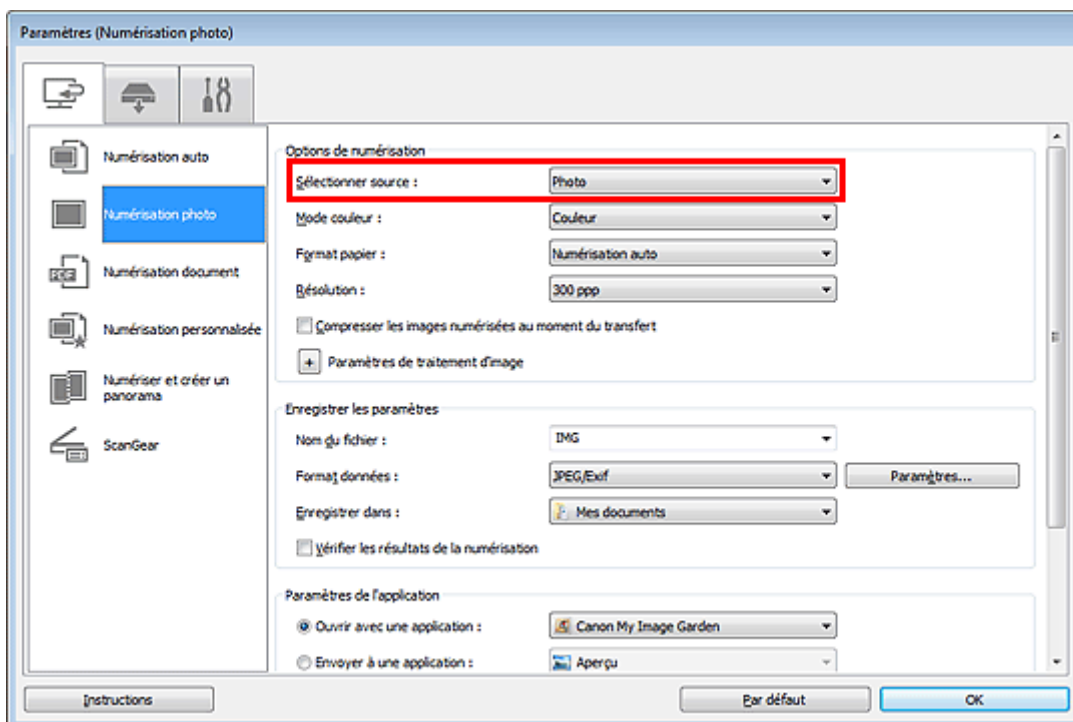 Paramètres (Numérisation photo)
Numérisation auto
Numérisation photo
PDF
Numérisation document
Numérisation personnalisée
Numériser et créer un
panorama
ScanGear
Options de numérisation
Sélectionner source : Photo
Mode couleur : Couleur
Format papier : Numérisation auto
Résolution : 300 ppp
Compresser les images numérisées au moment du transfert
+ Paramètres de traitement d'image
Enregistrer les paramètres
Nom du fichier : IMG
Format données : JPEG/Exif Paramètres...
Enregistrer dans : Mes documents
Vérifier les résultats de la numérisation
Paramètres de l'application
Ouvrir avec une application : Canon My Image Garden
Envoyer à une application : Aperçu
Instructions Par défaut OK